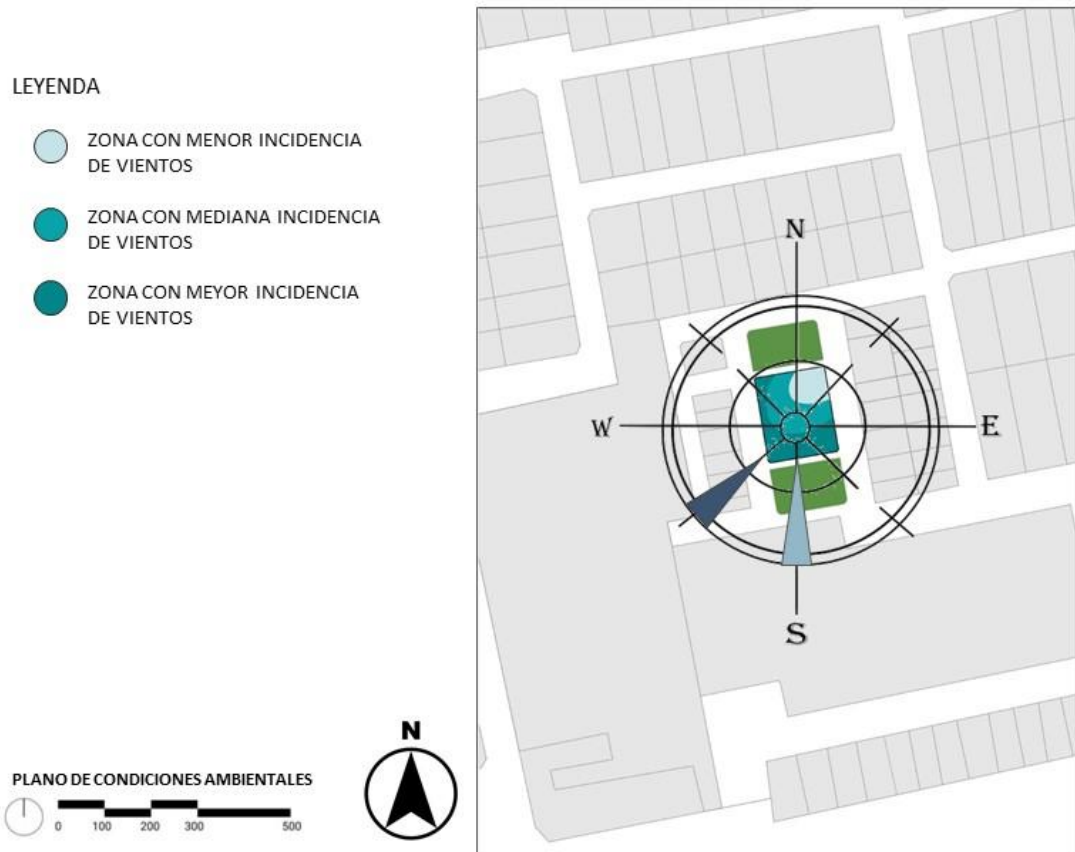 LEYENDA
ZONA CON MENOR INCIDENCIA
DE VIENTOS
ZONA CON MEDIANA INCIDENCIA
DE VIENTOS
ZONA CON MEYOR INCIDENCIA
DE VIENTOS
N
W
E
S
N
PLANO DE CONDICIONES AMBIENTALES
0 100 200 300 500